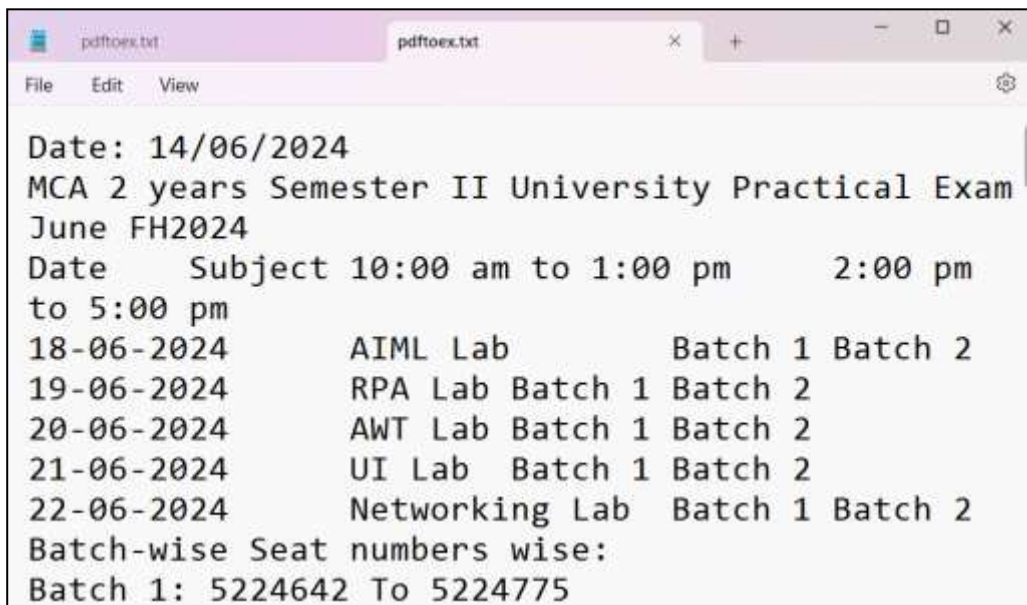 pdftoex.txt pdftoex.txt
File Edit View
Date: 14/06/2024
MCA 2 years Semester II University Practical Exam
June FH2024
Date Subject 10:00 am to 1:00 pm 2:00 pm
to 5:00 pm
18-06-2024 AIML Lab Batch 1 Batch 2
19-06-2024 RPA Lab Batch 1 Batch 2
20-06-2024 AWT Lab Batch 1 Batch 2
21-06-2024 UI Lab Batch 1 Batch 2
22-06-2024 Networking Lab Batch 1 Batch 2
Batch-wise Seat numbers wise:
Batch 1: 5224642 To 5224775